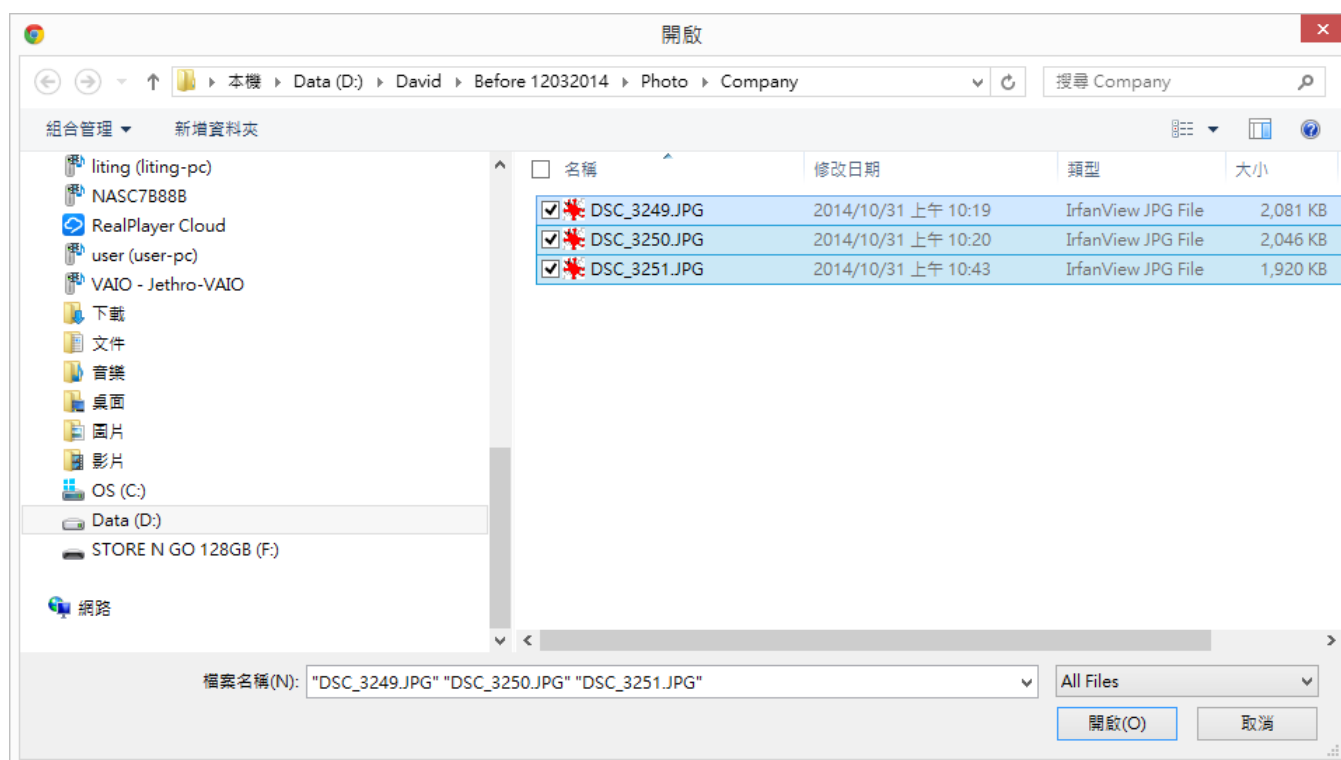 開啟
本機 Data (D:) David Before 12032014 Photo Company
搜尋 Company
組合管理 新增資料夾
liting (liting-pc)
NASC7B88B
RealPlayer Cloud
user (user-pc)
VAIO - Jethro-VAIO
下載
文件
音樂
桌面
圖片
影片
OS (C:)
Data (D:)
STORE N GO 128GB (F:)
網路
名稱 修改日期 類型 大小
DSC_3249.JPG 2014/10/31 上午 10:19 IrfanView JPG File 2,081 KB
DSC_3250.JPG 2014/10/31 上午 10:20 IrfanView JPG File 2,046 KB
DSC_3251.JPG 2014/10/31 上午 10:43 IrfanView JPG File 1,920 KB
檔案名稱(N): "DSC_3249.JPG" "DSC_3250.JPG" "DSC_3251.JPG"
All Files
開啟(O) 取消